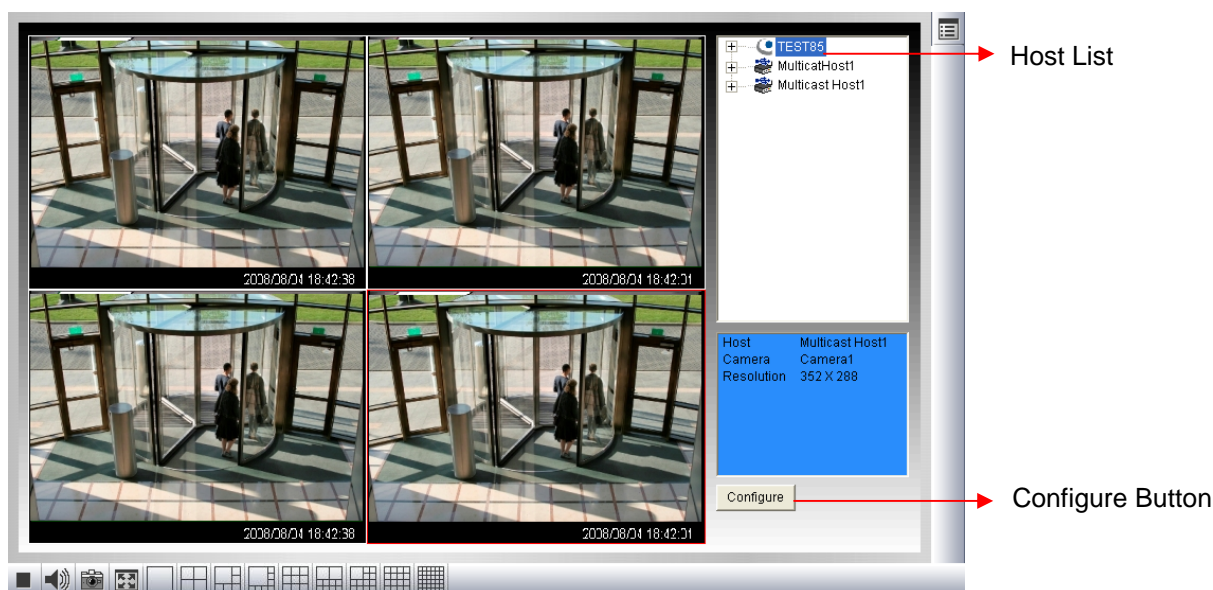 TEST85
MulticatHost1
Multicast Host1
Host List
2008/08/04 18:42:38
2008/08/04 18:42:01
Host Multicast Host1
Camera Camera1
Resolution 352 X 288
Configure
Configure Button
2008/08/04 18:42:38
2008/08/04 18:42:01